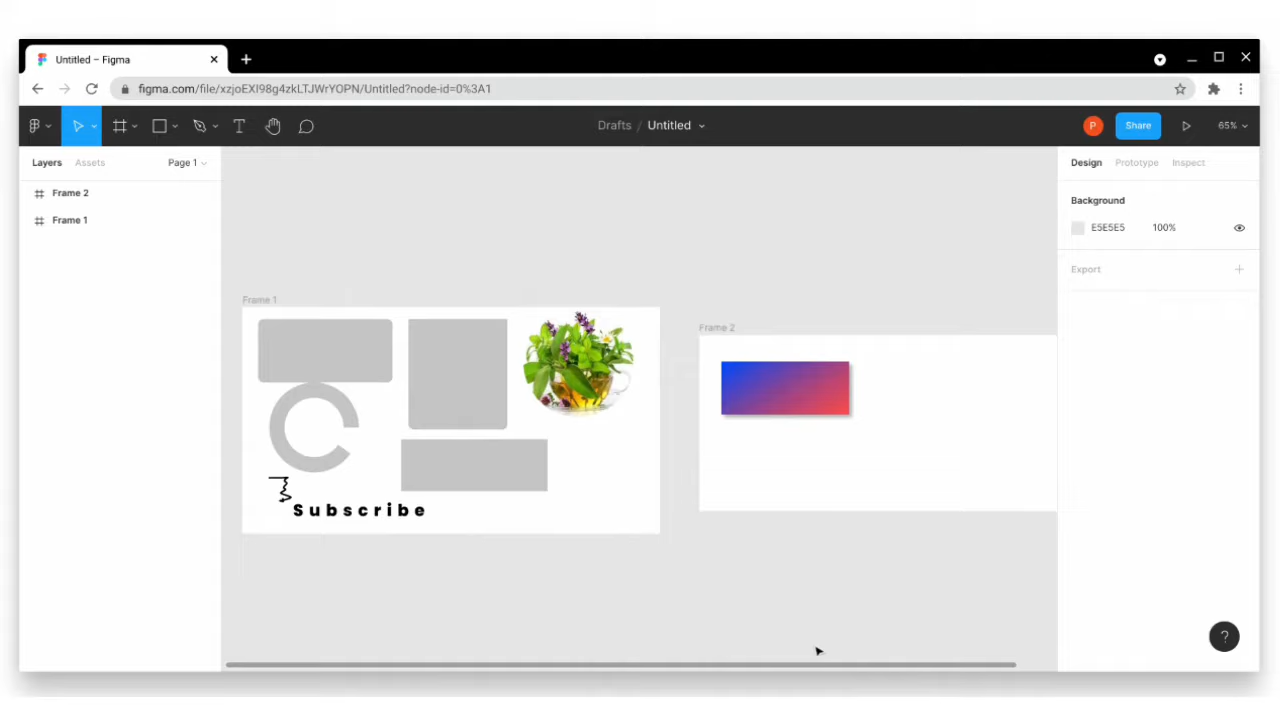 Untitled – Figma
figma.com/file/xzjoEXI98g4zkLTJWrYOPN/Untitled?node-id=0%3A1
Drafts / Untitled
P
Share
65%
Layers
Assets
Page 1
Design
Prototype
Inspect
Frame 2
Frame 1
Background
E5E5E5
100%
Export
Frame 1
Frame 2
Subscribe
?